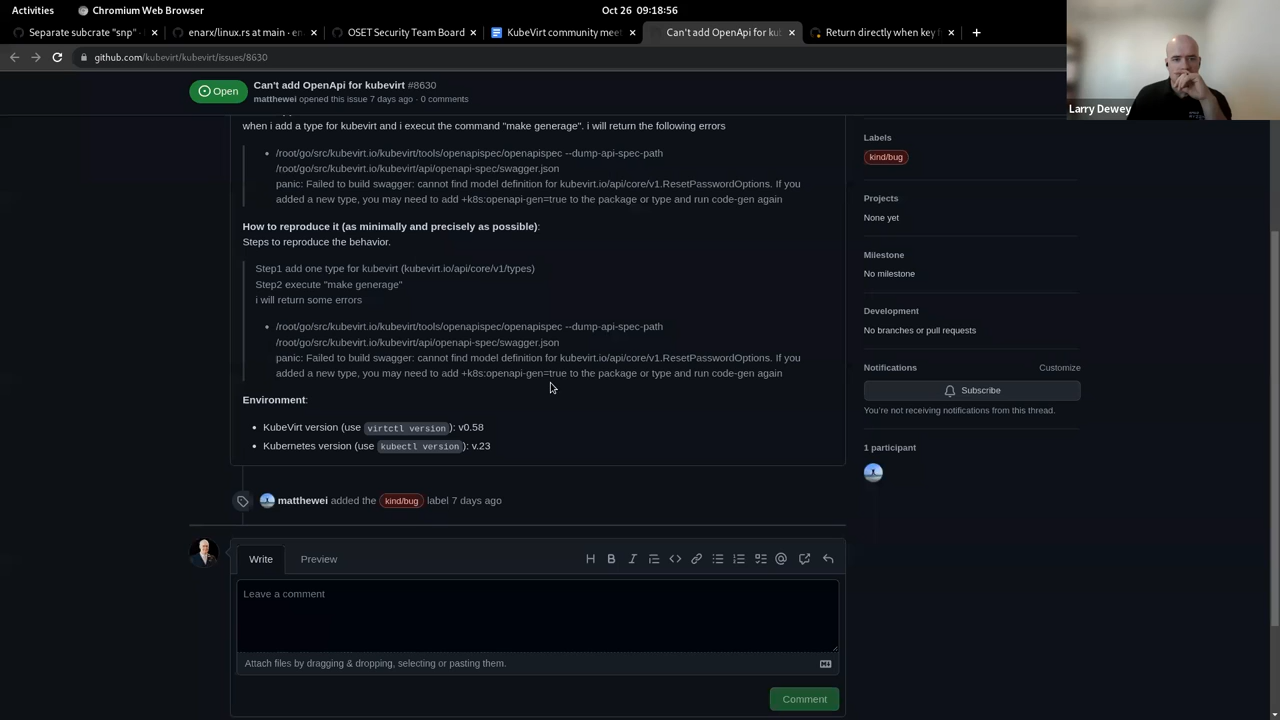 Activities
Chromium Web Browser
Oct 26 09:18:56
Separate subcrate "snp"
enarx/linux.rs at main · en
OSET Security Team Board
KubeVirt community mee
Can't add OpenApi for ku
Return directly when key f
github.com/kubevirt/kubevirt/issues/8630
Larry Dewey
Open
Can't add OpenApi for kubevirt #8630
matthewei opened this issue 7 days ago · 0 comments
when i add a type for kubevirt and i execut the command "make generage". i will return the following errors
• /root/go/src/kubevirt.io/kubevirt/tools/openapispec/openapispec --dump-api-spec-path
/root/go/src/kubevirt.io/kubevirt/api/openapi-spec/swagger.json
panic: Failed to build swagger: cannot find model definition for kubevirt.io/api/core/v1.ResetPasswordOptions. If you
added a new type, you may need to add +k8s:openapi-gen=true to the package or type and run code-gen again
How to reproduce it (as minimally and precisely as possible):
Steps to reproduce the behavior.
Step1 add one type for kubevirt (kubevirt.io/api/core/v1/types)
Step2 execute "make generage"
i will return some errors
• /root/go/src/kubevirt.io/kubevirt/tools/openapispec/openapispec --dump-api-spec-path
/root/go/src/kubevirt.io/kubevirt/api/openapi-spec/swagger.json
panic: Failed to build swagger: cannot find model definition for kubevirt.io/api/core/v1.ResetPasswordOptions. If you
added a new type, you may need to add +k8s:openapi-gen=true to the package or type and run code-gen again
Environment:
• KubeVirt version (use virtctl version): v0.58
• Kubernetes version (use kubectl version): v.23
matthewei added the kind/bug label 7 days ago
Write
Preview
Leave a comment
Attach files by dragging & dropping, selecting or pasting them.
Comment
Labels
kind/bug
Projects
None yet
Milestone
No milestone
Development
No branches or pull requests
Notifications
Customize
Subscribe
You're not receiving notifications from this thread.
1 participant